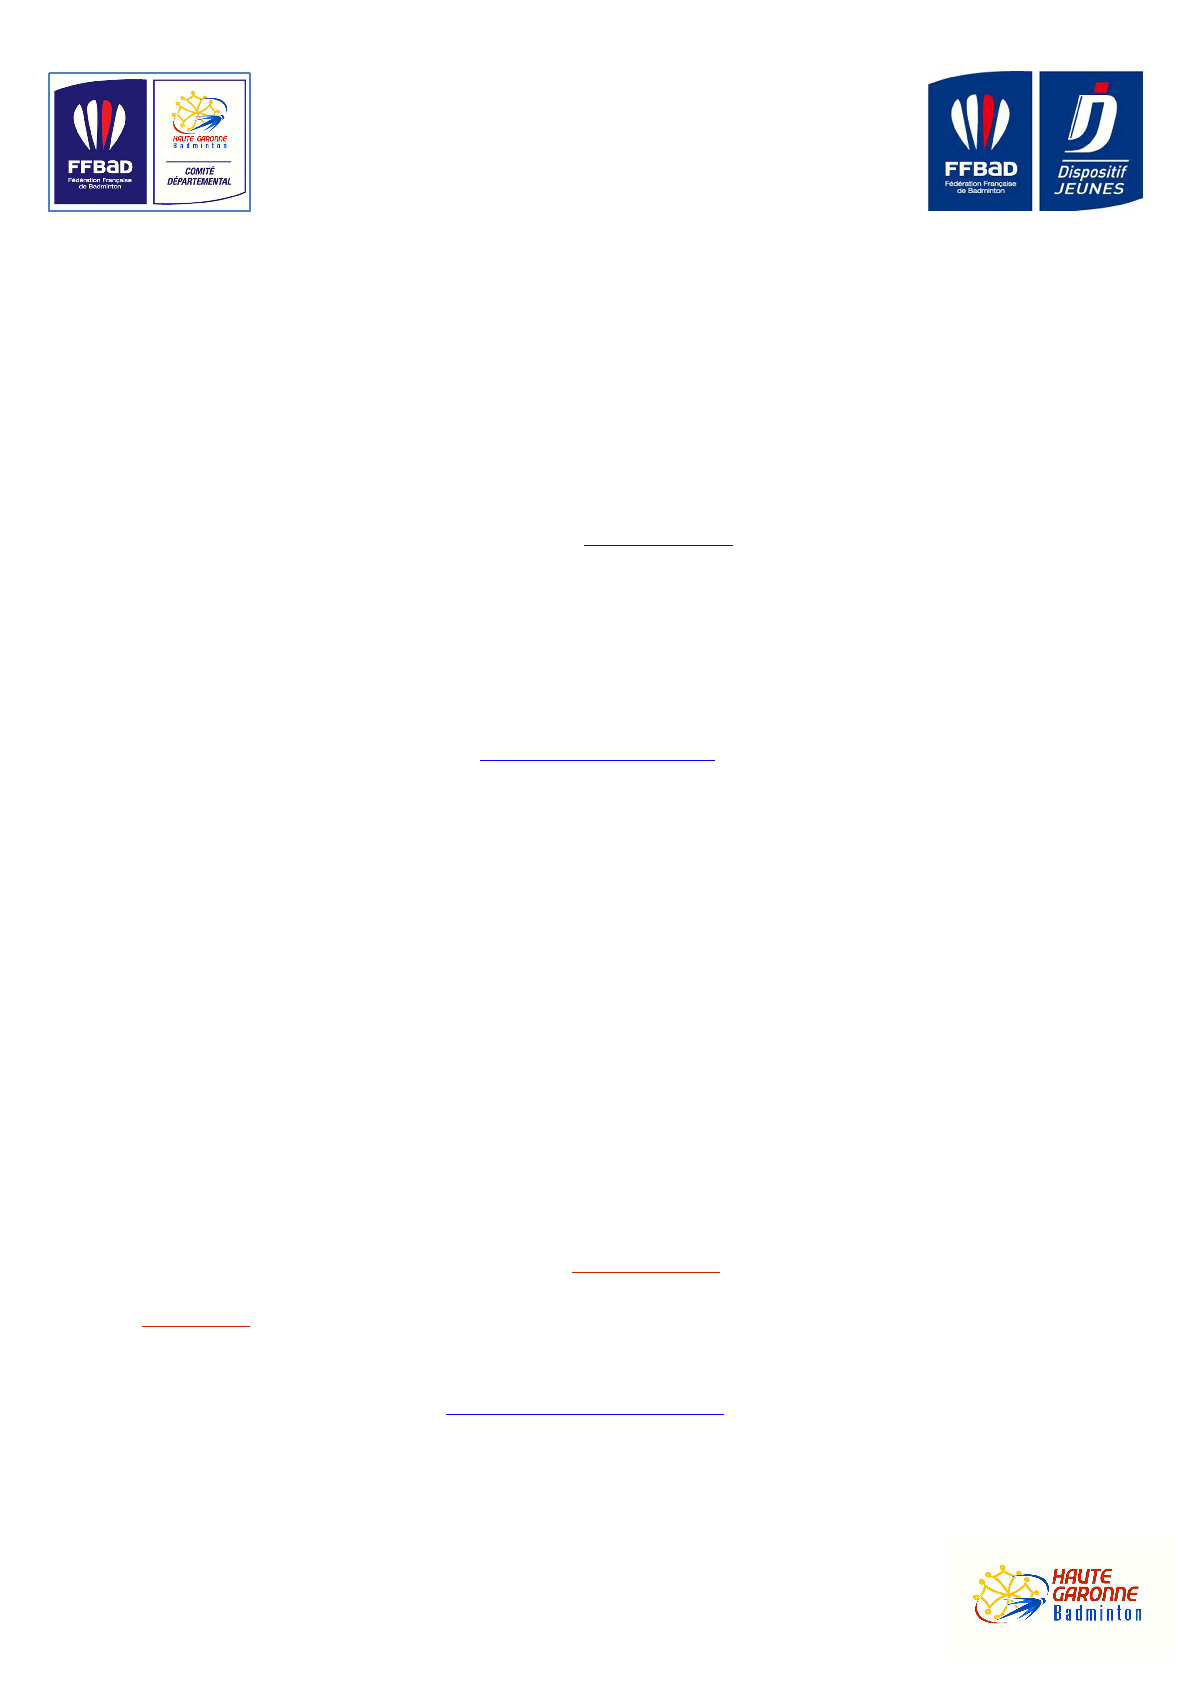 FFBaD
Fédération Française
de Badminton
HAUTE GARONNE
Badminton
COMITÉ
DÉPARTEMENTAL
FFBaD
Fédération Française
de Badminton
Dispositif
JEUNES
HAUTE
GARONNE
Badminton